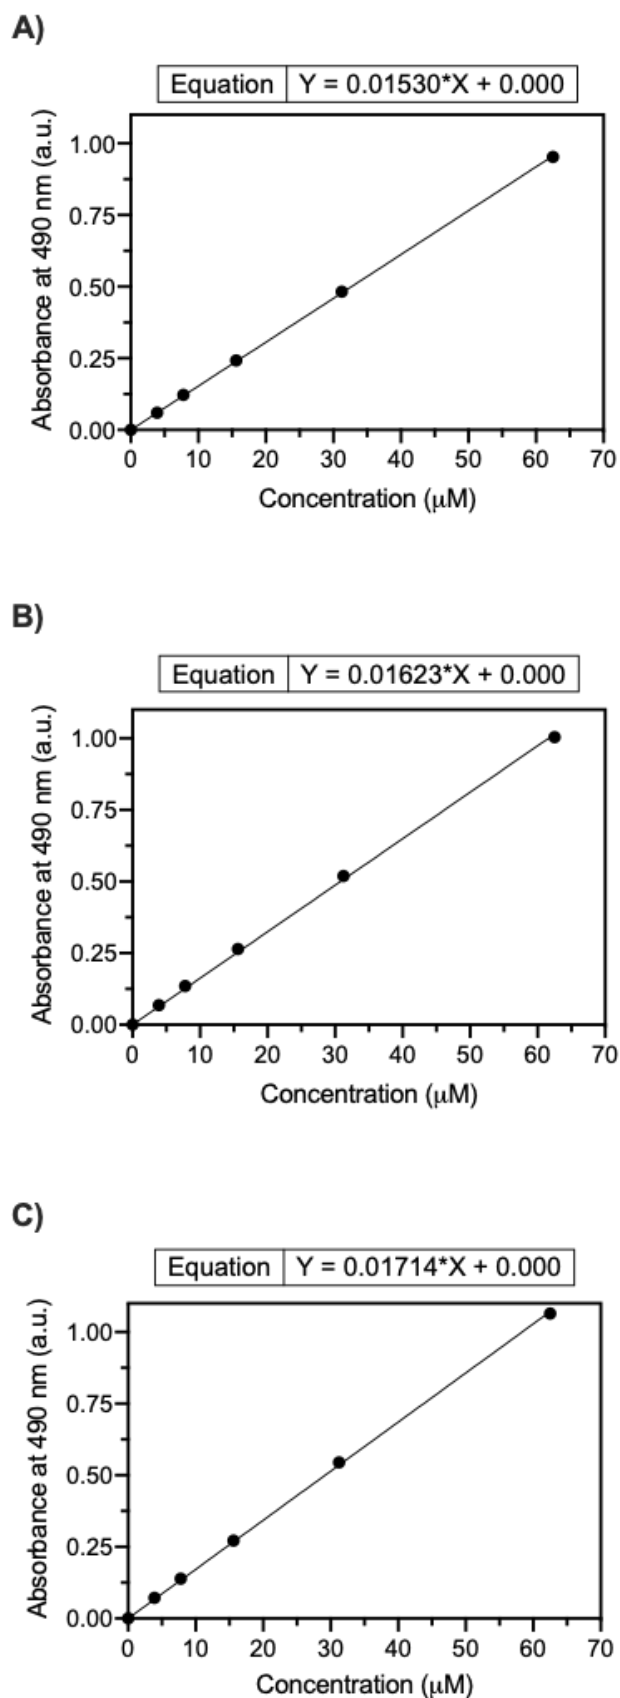 A)
Equation Y = 0.01530*X + 0.000
Absorbance at 490 nm (a.u.)
1.00
0.75
0.50
0.25
0.00
0 10 20 30 40 50 60 70
Concentration (μM)
B)
Equation Y = 0.01623*X + 0.000
Absorbance at 490 nm (a.u.)
1.00
0.75
0.50
0.25
0.00
0 10 20 30 40 50 60 70
Concentration (μM)
C)
Equation Y = 0.01714*X + 0.000
Absorbance at 490 nm (a.u.)
1.00
0.75
0.50
0.25
0.00
0 10 20 30 40 50 60 70
Concentration (μM)